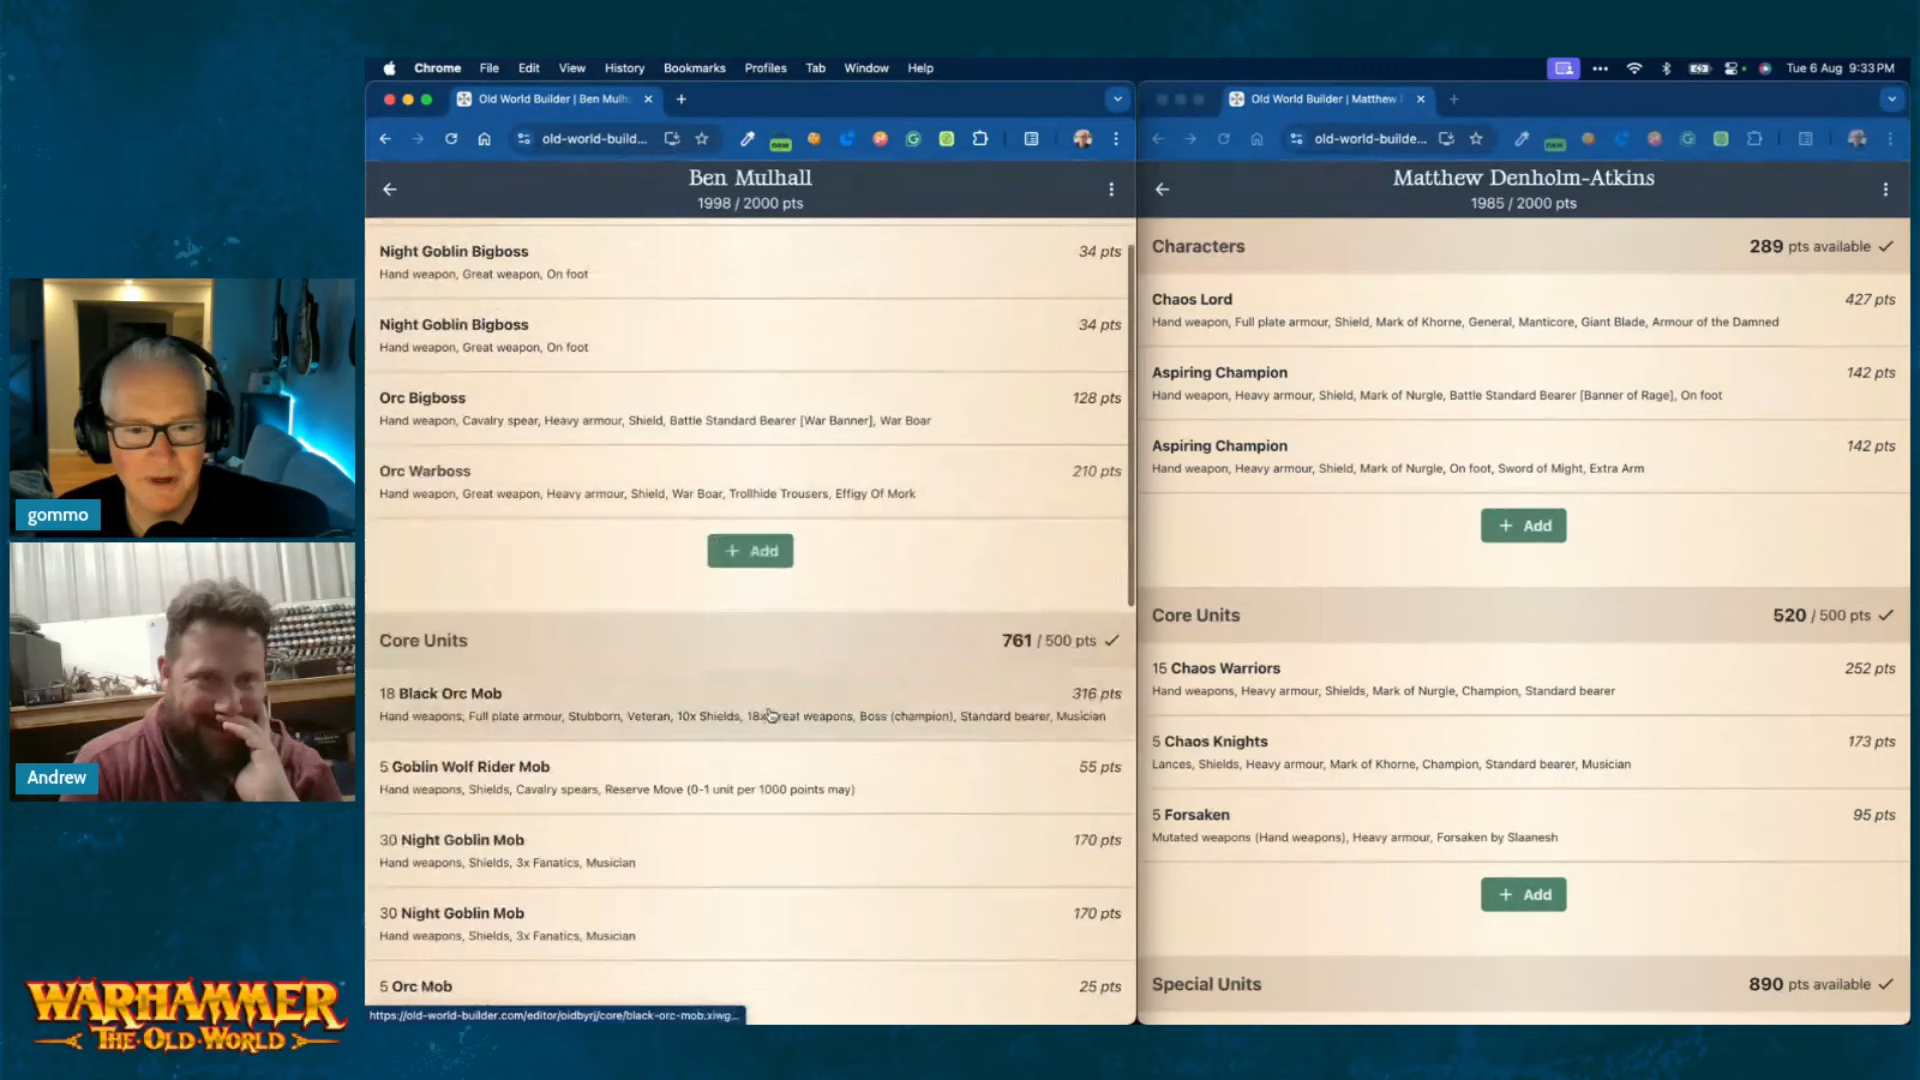 Chrome File Edit View History Bookmarks Profiles Tab Window Help
Tue 6 Aug 9:33 PM
Old World Builder | Ben Mulh
old-world-build...
new
Ben Mulhall
1998 / 2000 pts
Night Goblin Bigboss 34 pts
Hand weapon, Great weapon, On foot
Night Goblin Bigboss 34 pts
Hand weapon, Great weapon, On foot
Orc Bigboss 128 pts
Hand weapon, Cavalry spear, Heavy armour, Shield, Battle Standard Bearer [War Banner], War Boar
Orc Warboss 210 pts
Hand weapon, Great weapon, Heavy armour, Shield, War Boar, Trollhide Trousers, Effigy Of Mork
+ Add
Core Units 761 / 500 pts
18 Black Orc Mob 316 pts
Hand weapons, Full plate armour, Stubborn, Veteran, 10x Shields, 18x Great weapons, Boss (champion), Standard bearer, Musician
5 Goblin Wolf Rider Mob 55 pts
Hand weapons, Shields, Cavalry spears, Reserve Move (0-1 unit per 1000 points may)
30 Night Goblin Mob 170 pts
Hand weapons, Shields, 3x Fanatics, Musician
30 Night Goblin Mob 170 pts
Hand weapons, Shields, 3x Fanatics, Musician
5 Orc Mob 25 pts
https://old-world-builder.com/editor/oidbyrj/core/black-orc-mob.xiwg...
Old World Builder | Matthew
old-world-builde...
new
Matthew Denholm-Atkins
1985 / 2000 pts
Characters 289 pts available
Chaos Lord 427 pts
Hand weapon, Full plate armour, Shield, Mark of Khorne, General, Manticore, Giant Blade, Armour of the Damned
Aspiring Champion 142 pts
Hand weapon, Heavy armour, Shield, Mark of Nurgle, Battle Standard Bearer [Banner of Rage], On foot
Aspiring Champion 142 pts
Hand weapon, Heavy armour, Shield, Mark of Nurgle, On foot, Sword of Might, Extra Arm
+ Add
Core Units 520 / 500 pts
15 Chaos Warriors 252 pts
Hand weapons, Heavy armour, Shields, Mark of Nurgle, Champion, Standard bearer
5 Chaos Knights 173 pts
Lances, Shields, Heavy armour, Mark of Khorne, Champion, Standard bearer, Musician
5 Forsaken 95 pts
Mutated weapons (Hand weapons), Heavy armour, Forsaken by Slaanesh
+ Add
Special Units 890 pts available
gommo
Andrew
WARHAMMER
THE OLD WORLD